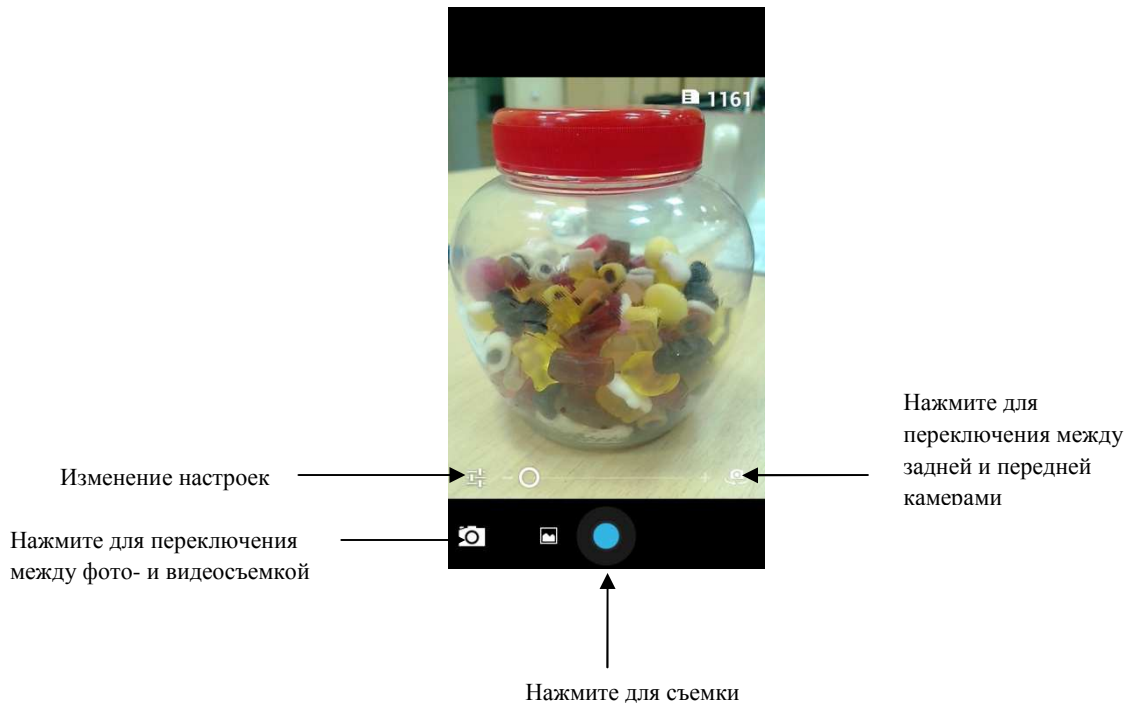 1161
Нажмите для
переключения между
задней и передней
камерами
Изменение настроек
Нажмите для переключения
между фото- и видеосъемкой
Нажмите для съемки